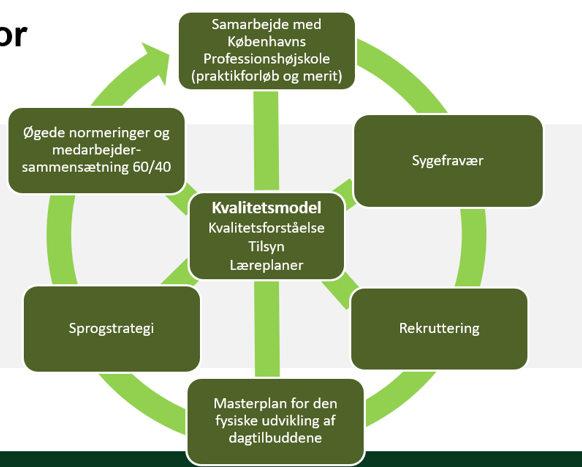 or
Samarbejde med
Københavns
Professionshøjskole
(praktikforløb og merit)
Øgede normeringer og
medarbejder-
sammensætning 60/40
Sygefravær
Kvalitetsmodel
Kvalitetsforståelse
Tilsyn
Læreplaner
Sprogstrategi
Rekruttering
Masterplan for den
fysiske udvikling af
dagtilbuddene